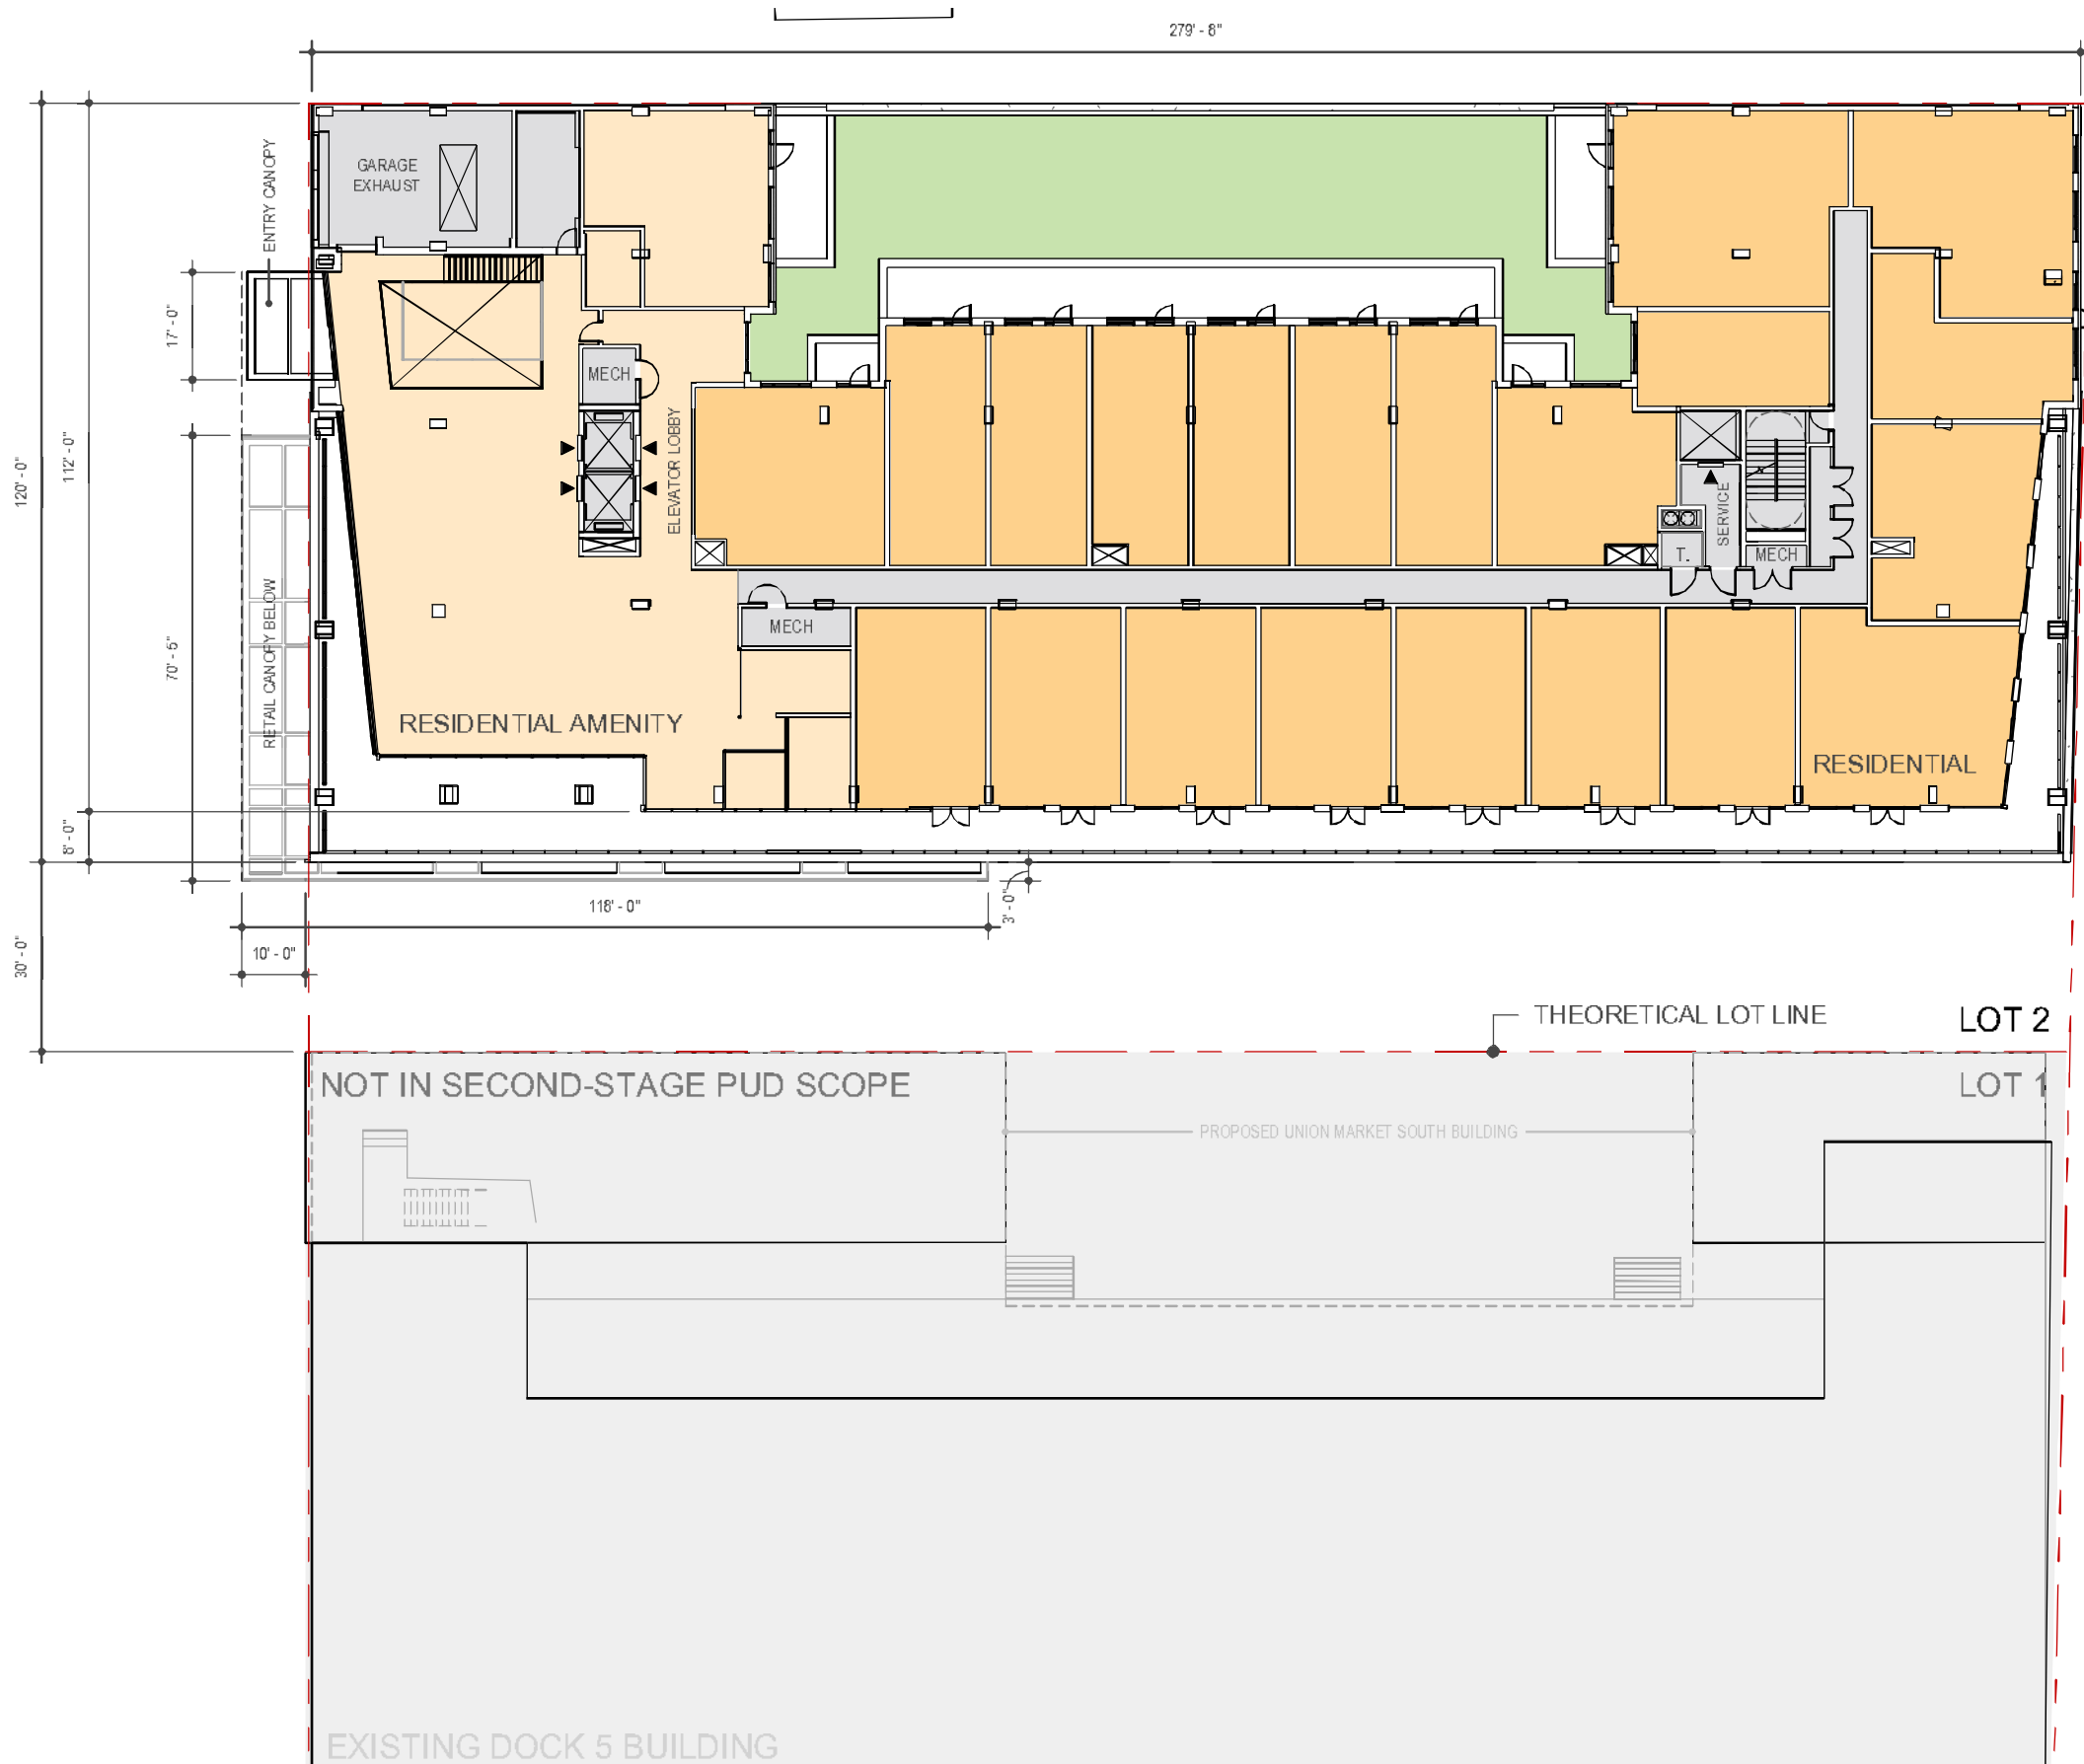 279' - 8"
ENTRY CANOPY
GARAGE
EXHAUST
17' - 0"
MECH
120' - 0"
112' - 0"
ELEVATOR LOBBY
SERVICE
T.
MECH
RETAIL CANOPY BELOW
70' - 5"
MECH
RESIDENTIAL AMENITY
RESIDENTIAL
8' - 0"
118' - 0"
3' - 0"
10' - 0"
30' - 0"
THEORETICAL LOT LINE
LOT 2
NOT IN SECOND-STAGE PUD SCOPE
LOT 1
PROPOSED UNION MARKET SOUTH BUILDING
EXISTING DOCK 5 BUILDING